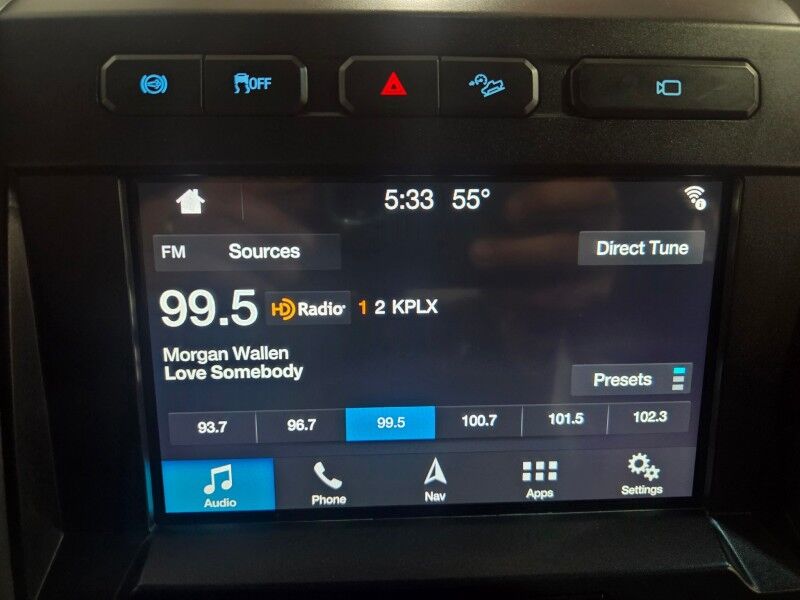 OFF
5:33 55°
FM Sources
Direct Tune
99.5 HD Radio 1 2 KPLX
Morgan Wallen
Love Somebody
Presets
93.7 96.7 99.5 100.7 101.5 102.3
Audio Phone Nav Apps Settings